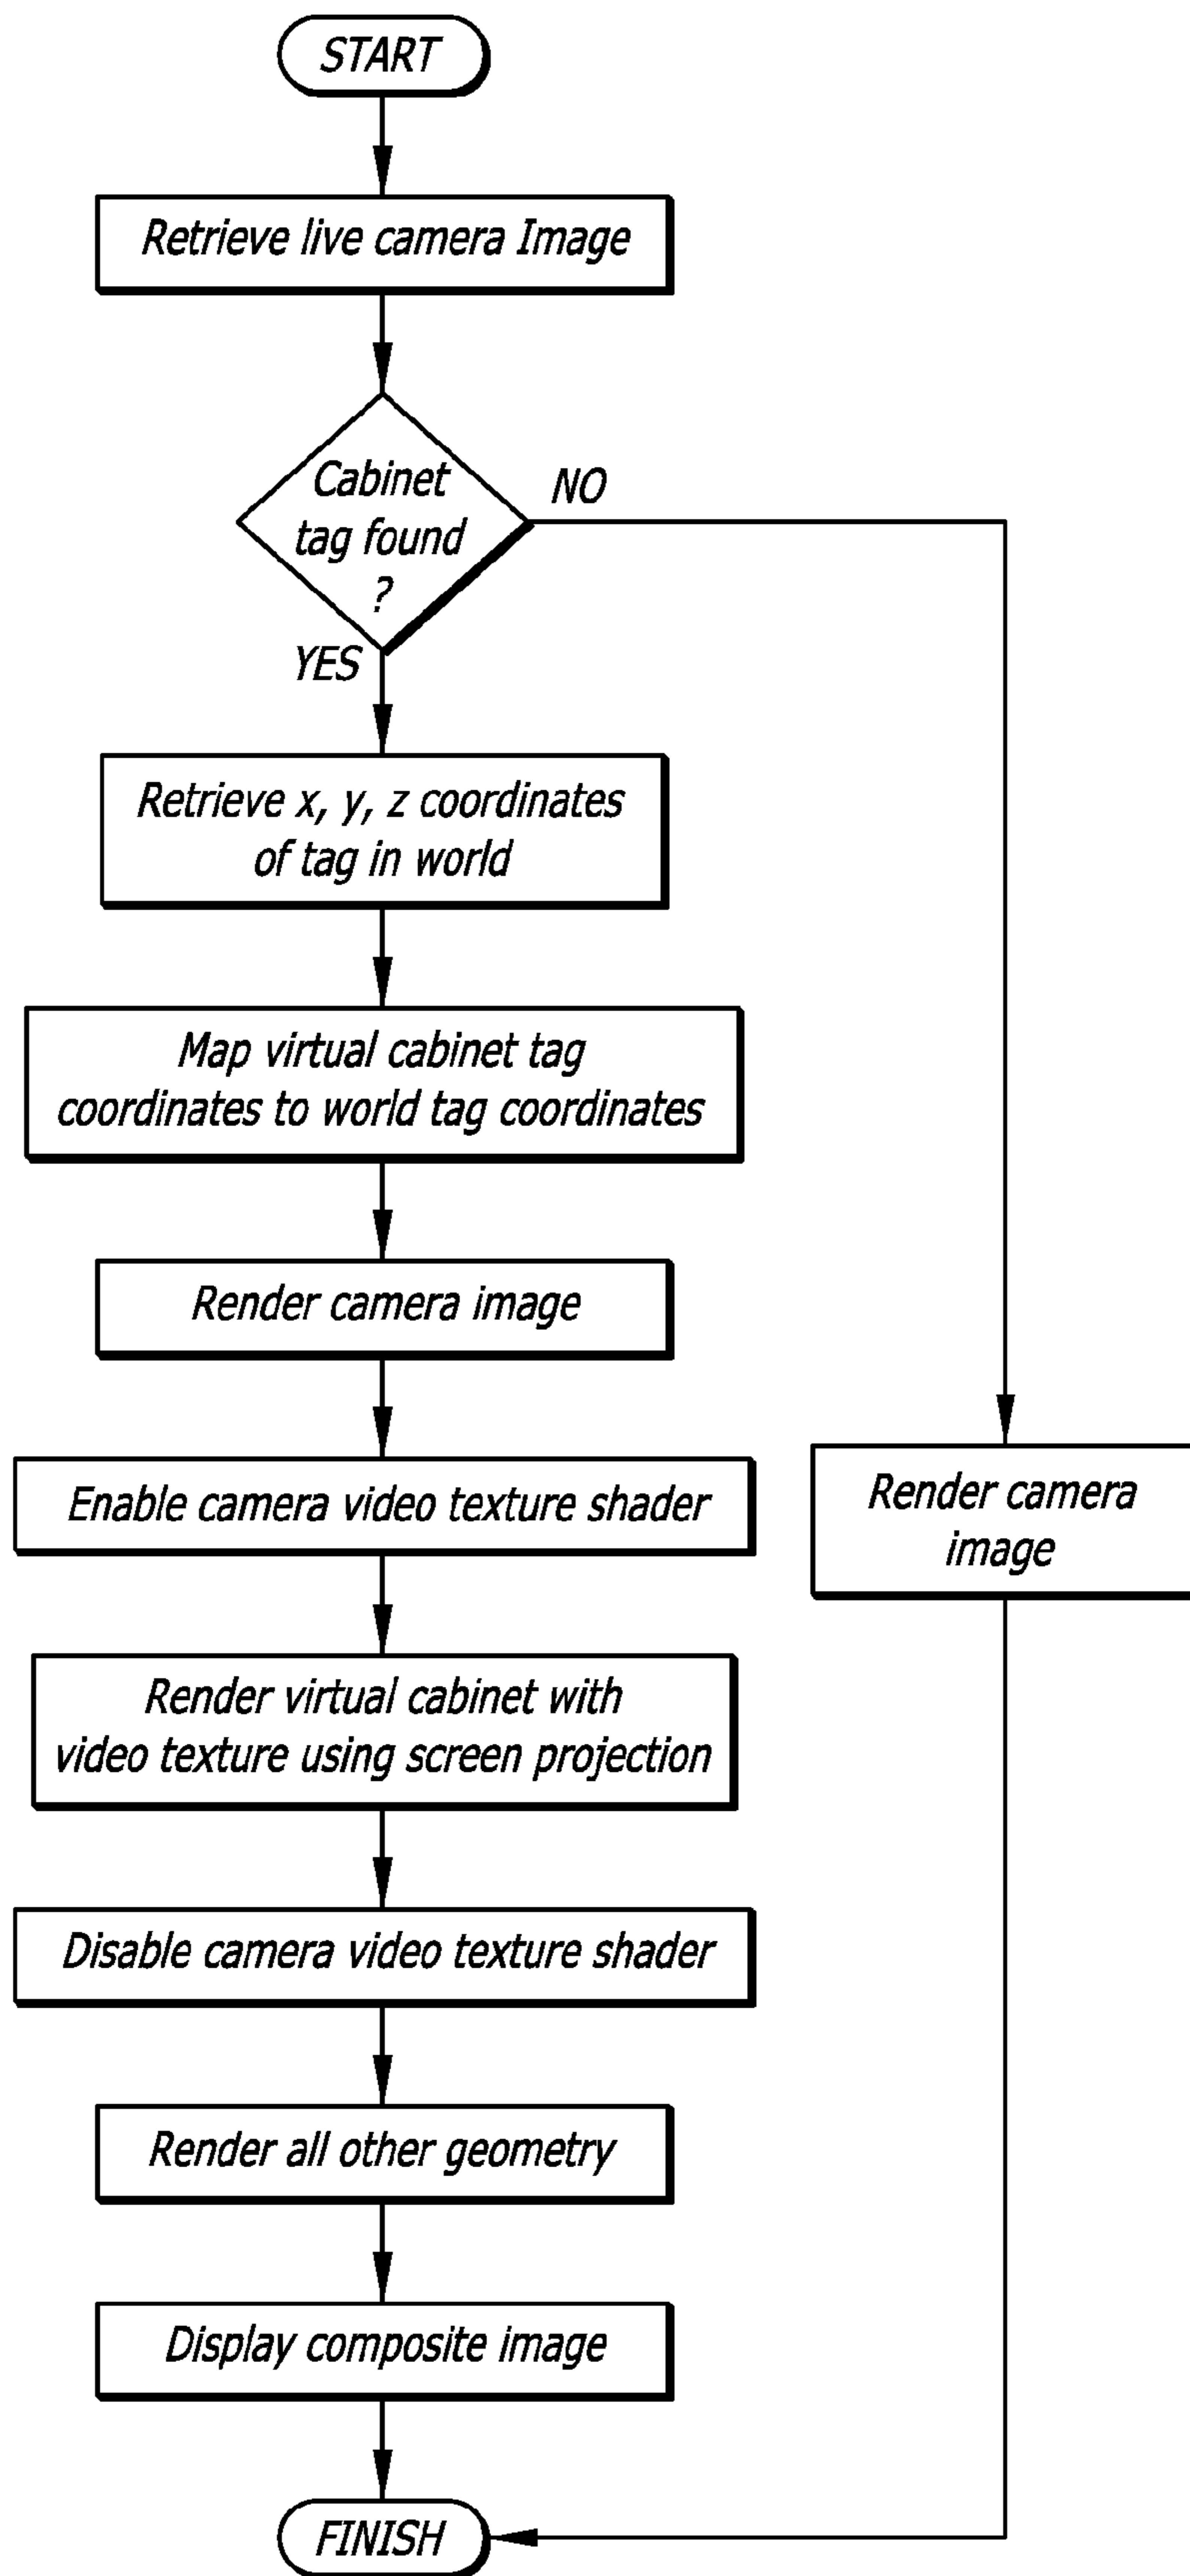 START
Retrieve live camera Image
Cabinet
tag found
?
NO
YES
Retrieve x, y, z coordinates
of tag in world
Map virtual cabinet tag
coordinates to world tag coordinates
Render camera image
Enable camera video texture shader
Render camera
image
Render virtual cabinet with
video texture using screen projection
Disable camera video texture shader
Render all other geometry
Display composite image
FINISH